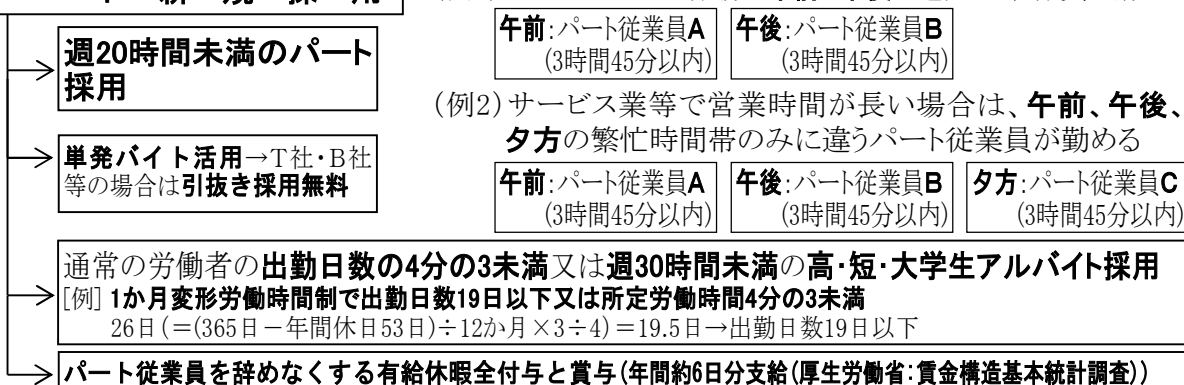 週20時間未満のパート
採用
単発バイト活用→T社・B社
等の場合は引抜き採用無料
午前:パート従業員A
(3時間45分以内)
午後:パート従業員B
(3時間45分以内)
(例2)サービス業等で営業時間が長い場合は、午前、午後、
夕方の繁忙時間帯のみに違うパート従業員が勤める
午前:パート従業員A
(3時間45分以内)
午後:パート従業員B
(3時間45分以内)
夕方:パート従業員C
(3時間45分以内)
通常の労働者の出勤日数の4分の3未満又は週30時間未満の高・短・大学生アルバイト採用
[例] 1か月変形労働時間制で出勤日数19日以下又は所定労働時間4分の3未満
26日(=(365日-年間休日53日)÷12か月×3÷4)=19.5日→出勤日数19日以下
パート従業員を辞めなくする有給休暇全付与と賞与(年間約6日分支給(厚生労働省:賃金構造基本統計調査))